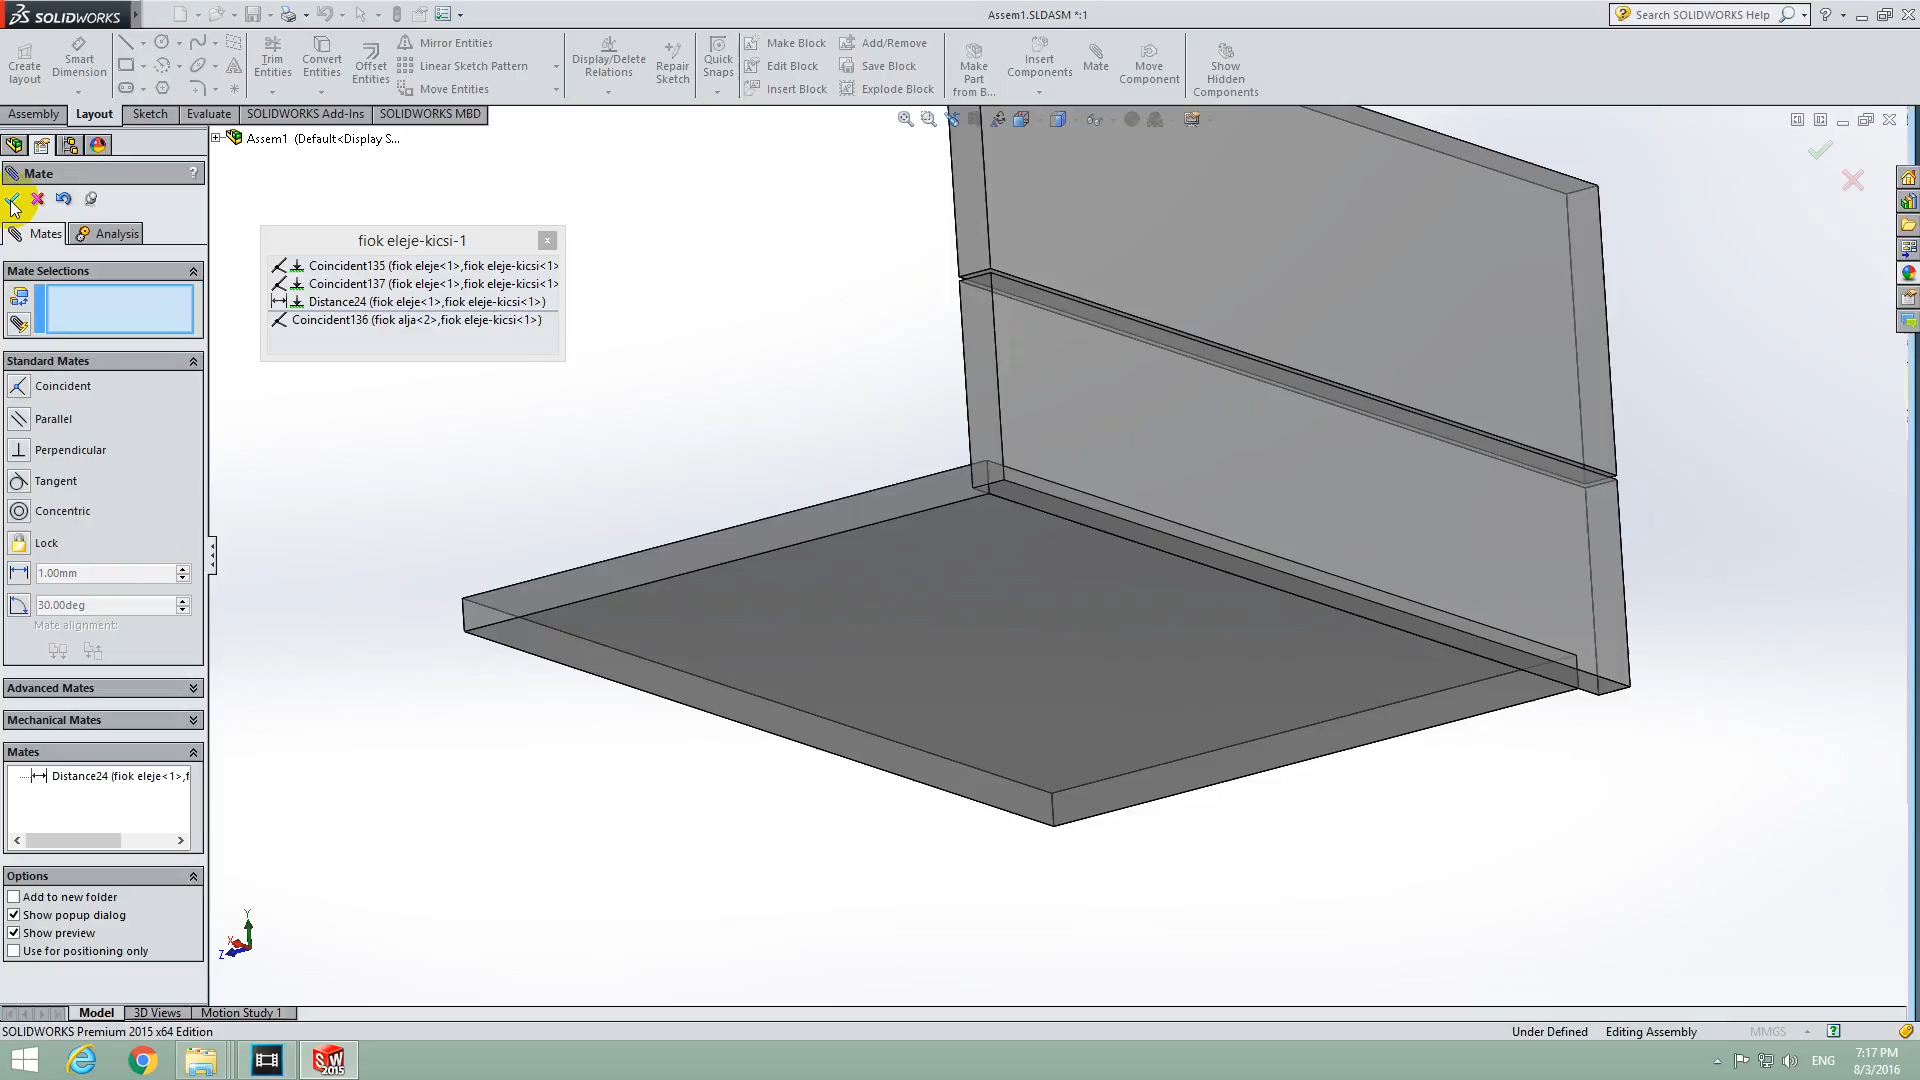 SOLIDWORKS
Assem1.SLDASM *:1
Search SOLIDWORKS Help
Create layout
Smart Dimension
Trim Entities
Convert Entities
Offset Entities
Mirror Entities
Linear Sketch Pattern
Move Entities
Display/Delete Relations
Repair Sketch
Quick Snaps
Make Block
Edit Block
Insert Block
Add/Remove
Save Block
Explode Block
Make Part from B...
Insert Components
Mate
Move Component
Show Hidden Components
Assembly
Layout
Sketch
Evaluate
SOLIDWORKS Add-Ins
SOLIDWORKS MBD
Assem1 (Default<Display S...
Mate
?
Mates
Analysis
Mate Selections
Standard Mates
Coincident
Parallel
Perpendicular
Tangent
Concentric
Lock
1.00mm
30.00deg
Mate alignment:
Advanced Mates
Mechanical Mates
Mates
Distance24 (fiok eleje<1>,f
Options
Add to new folder
Show popup dialog
Show preview
Use for positioning only
fiok eleje-kicsi-1
Coincident135 (fiok eleje<1>,fiok eleje-kicsi<1>
Coincident137 (fiok eleje<1>,fiok eleje-kicsi<1>
Distance24 (fiok eleje<1>,fiok eleje-kicsi<1>)
Coincident136 (fiok alja<2>,fiok eleje-kicsi<1>)
Y
X
Z
Model
3D Views
Motion Study 1
SOLIDWORKS Premium 2015 x64 Edition
Under Defined
Editing Assembly
MMGS
SW
2015
ENG
7:17 PM
8/3/2016